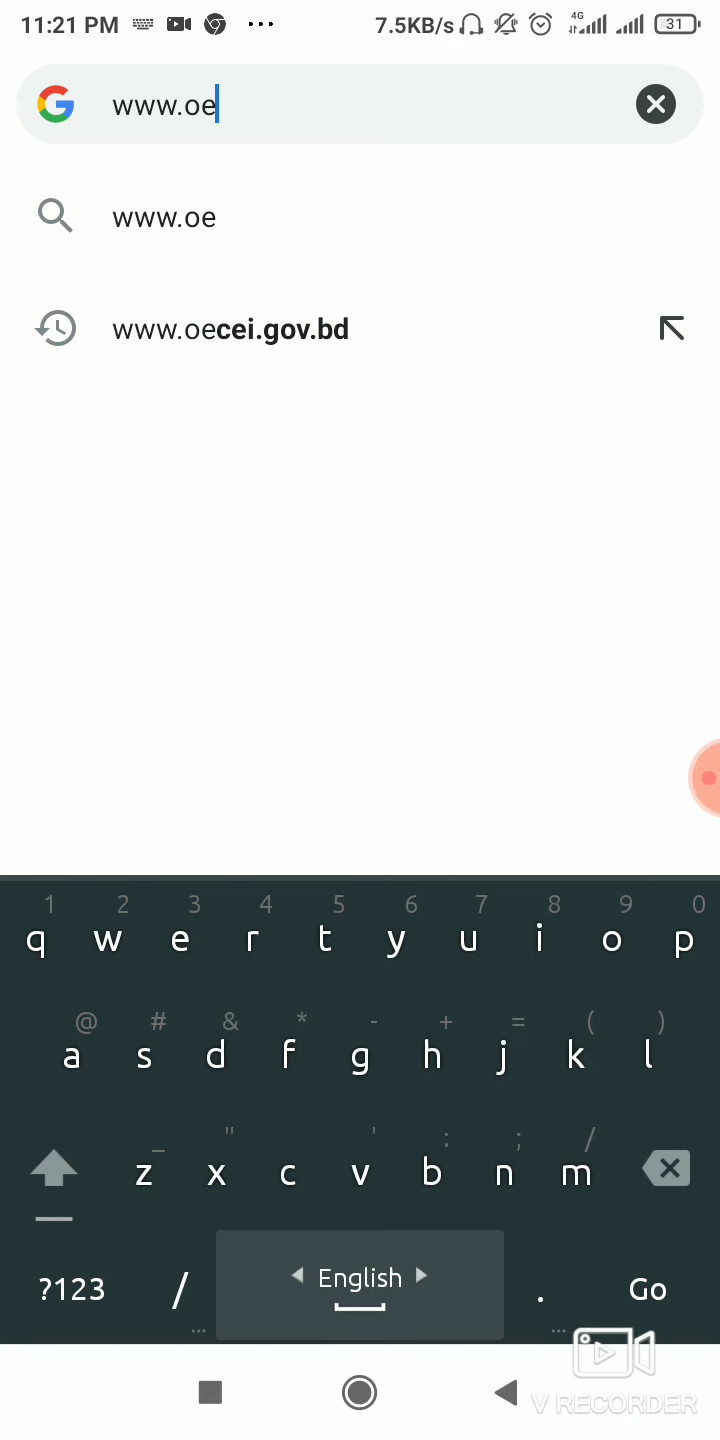 11:21 PM 7.5KB/s 4G 31
www.oe
www.oe
www.oecei.gov.bd
1 2 3 4 5 6 7 8 9 0
q w e r t y u i o p
@ # & * - + = ( )
a s d f g h j k l
_ " ' : ; /
z x c v b n m
?123 / English . Go
V RECORDER